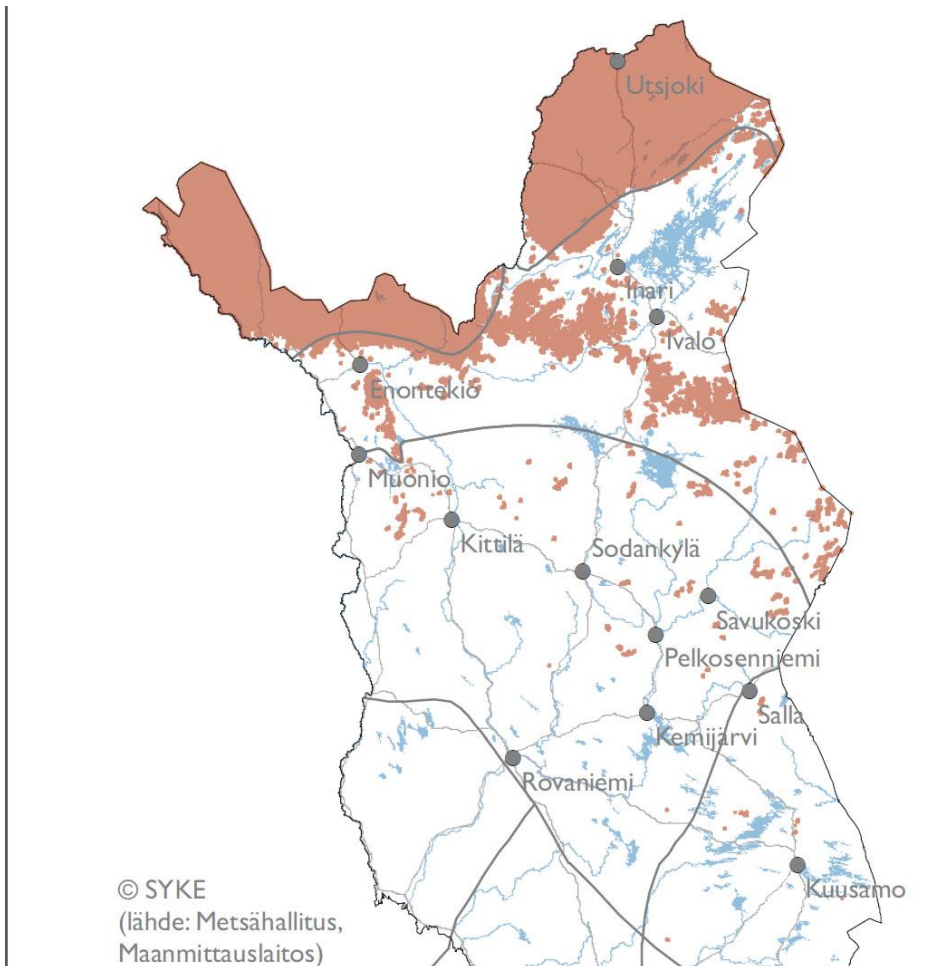 Utsjoki
Inari
Ivalo
Enontekiö
Muonio
Kittilä
Sodankylä
Savukoski
Pelkosenniemi
Salla
Kemijärvi
Rovaniemi
Kuusamo
© SYKE
(lähde: Metsähallitus,
Maanmittauslaitos)